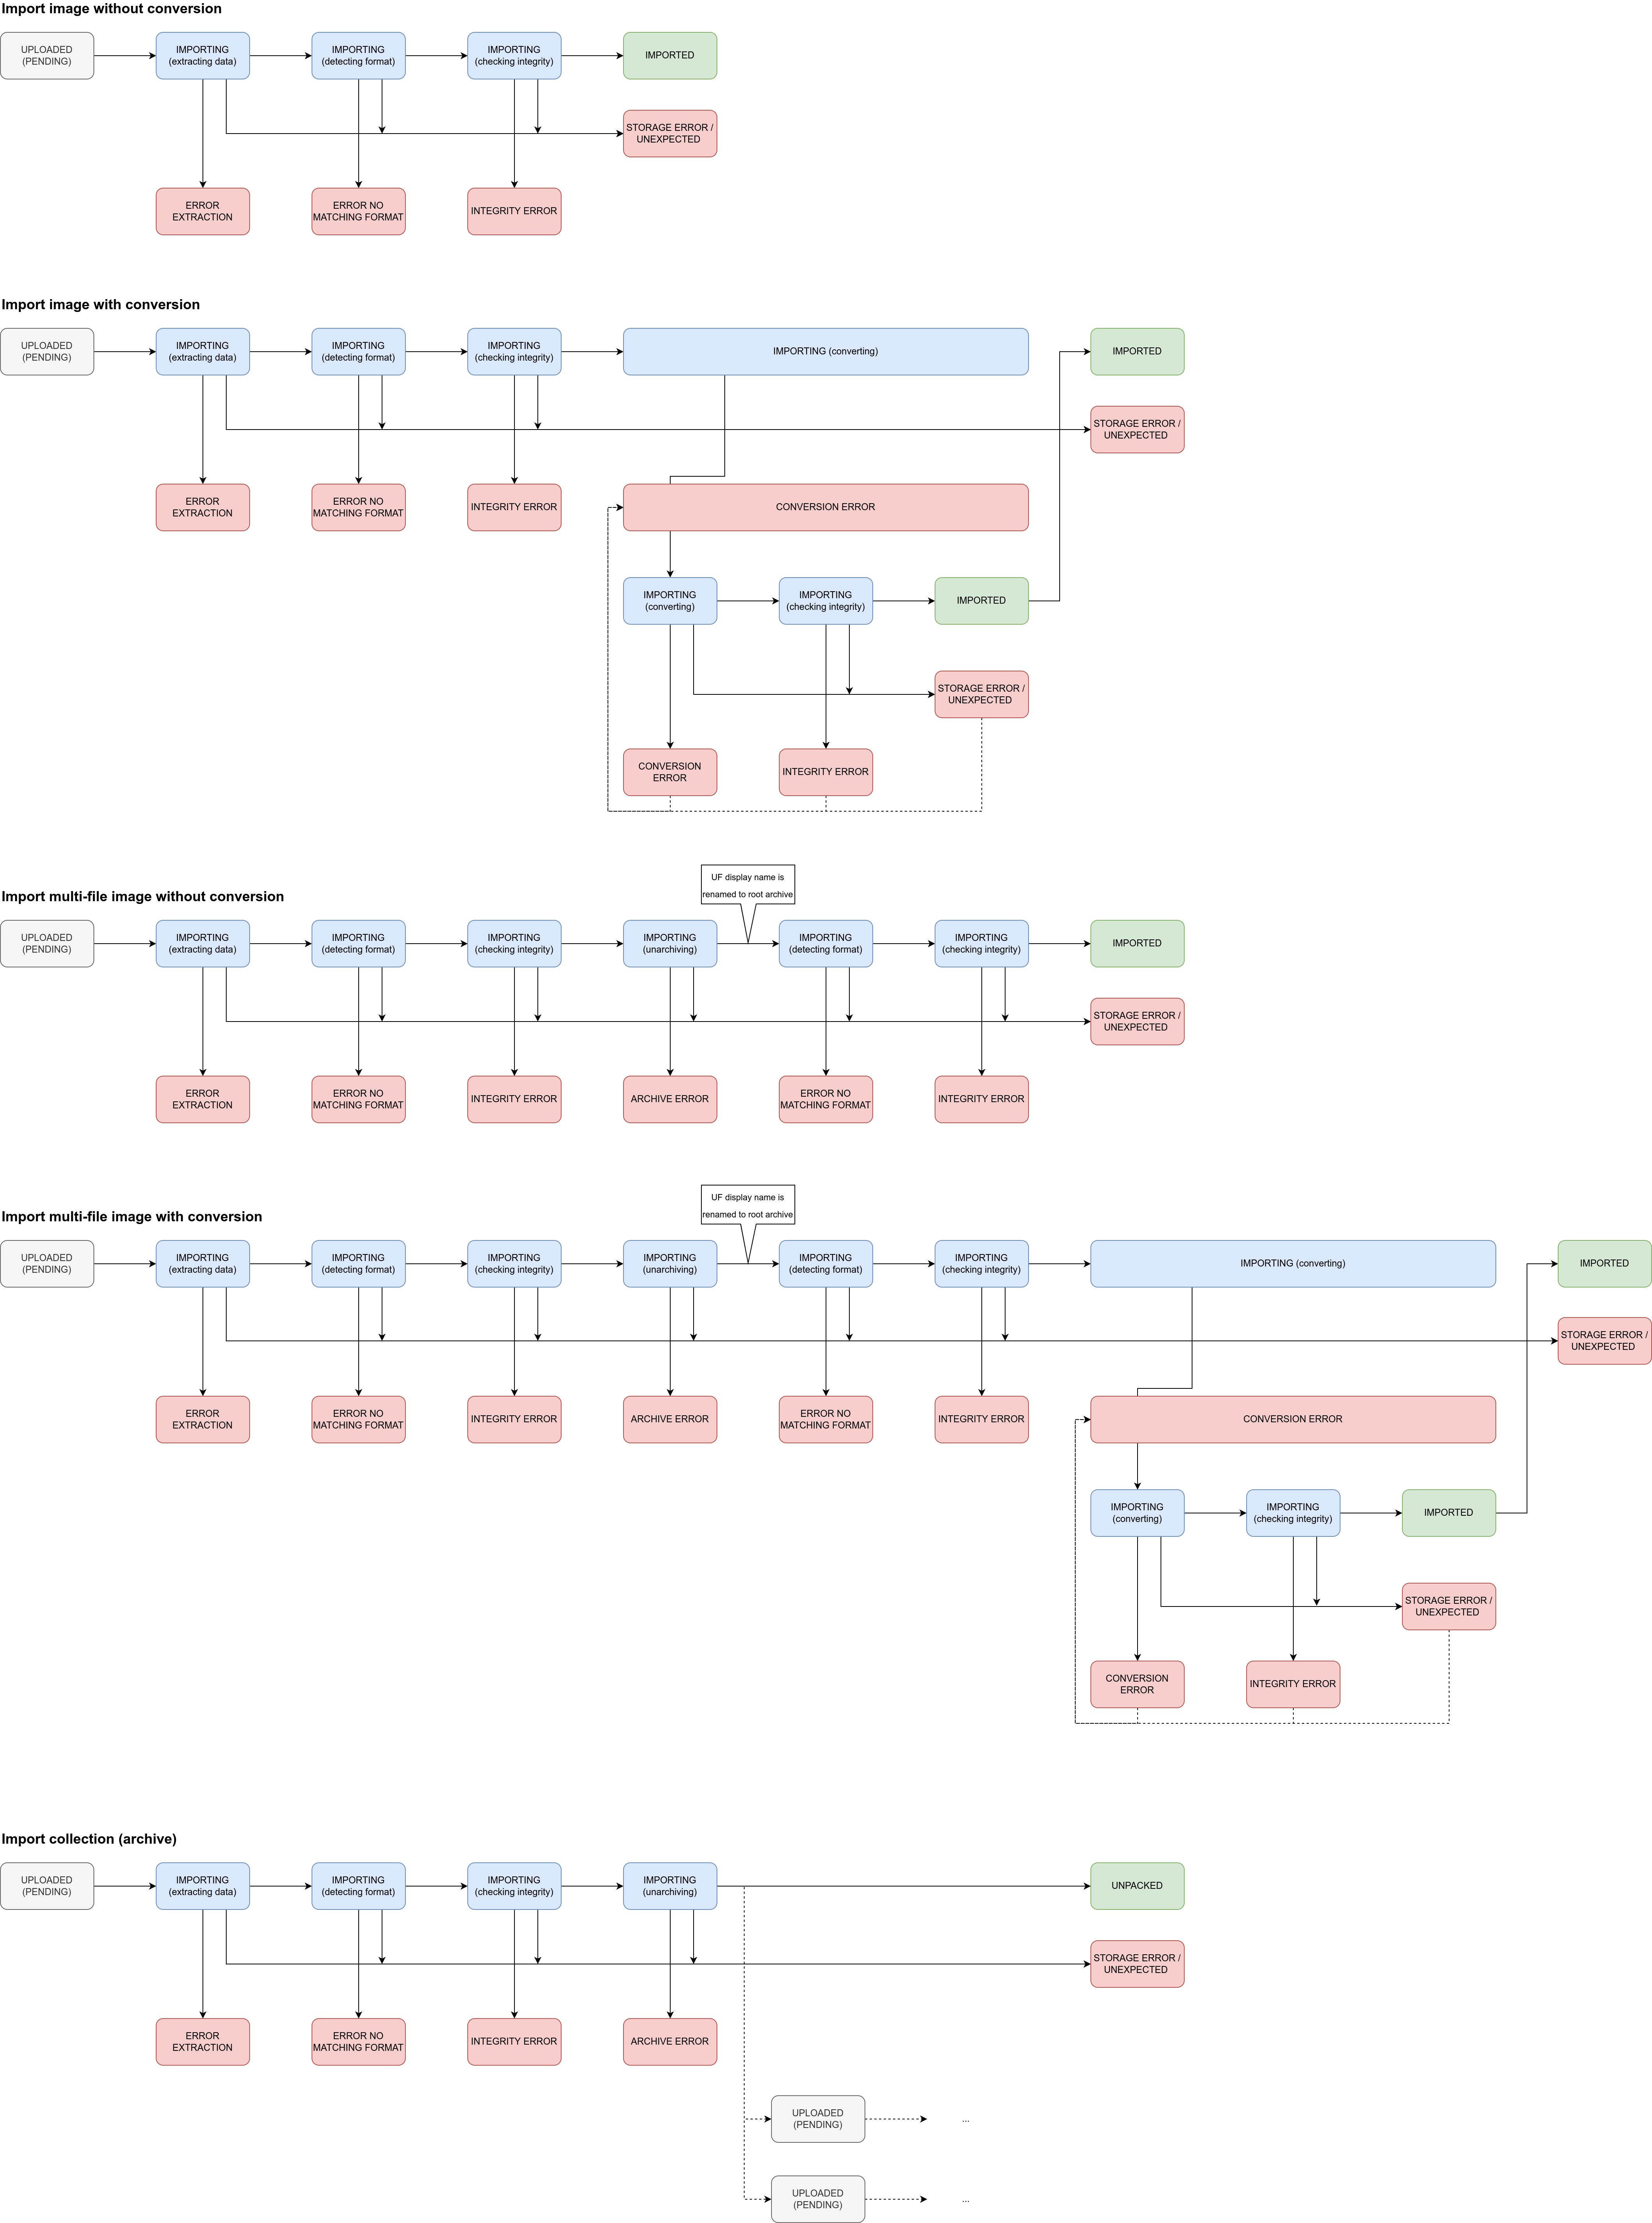 Import image without conversion
UPLOADED
(PENDING)
IMPORTING
(extracting data)
IMPORTING
(detecting format)
IMPORTING
(checking integrity)
IMPORTED
STORAGE ERROR /
UNEXPECTED
ERROR
EXTRACTION
ERROR NO
MATCHING FORMAT
INTEGRITY ERROR
Import image with conversion
UPLOADED
(PENDING)
IMPORTING
(extracting data)
IMPORTING
(detecting format)
IMPORTING
(checking integrity)
IMPORTING (converting)
IMPORTED
STORAGE ERROR /
UNEXPECTED
ERROR
EXTRACTION
ERROR NO
MATCHING FORMAT
INTEGRITY ERROR
CONVERSION ERROR
IMPORTING
(converting)
IMPORTING
(checking integrity)
IMPORTED
STORAGE ERROR /
UNEXPECTED
CONVERSION
ERROR
INTEGRITY ERROR
UF display name is
renamed to root archive
Import multi-file image without conversion
UPLOADED
(PENDING)
IMPORTING
(extracting data)
IMPORTING
(detecting format)
IMPORTING
(checking integrity)
IMPORTING
(unarchiving)
IMPORTING
(detecting format)
IMPORTING
(checking integrity)
IMPORTED
STORAGE ERROR /
UNEXPECTED
ERROR
EXTRACTION
ERROR NO
MATCHING FORMAT
INTEGRITY ERROR
ARCHIVE ERROR
ERROR NO
MATCHING FORMAT
INTEGRITY ERROR
UF display name is
renamed to root archive
Import multi-file image with conversion
UPLOADED
(PENDING)
IMPORTING
(extracting data)
IMPORTING
(detecting format)
IMPORTING
(checking integrity)
IMPORTING
(unarchiving)
IMPORTING
(detecting format)
IMPORTING
(checking integrity)
IMPORTING (converting)
IMPORTED
STORAGE ERROR /
UNEXPECTED
ERROR
EXTRACTION
ERROR NO
MATCHING FORMAT
INTEGRITY ERROR
ARCHIVE ERROR
ERROR NO
MATCHING FORMAT
INTEGRITY ERROR
CONVERSION ERROR
IMPORTING
(converting)
IMPORTING
(checking integrity)
IMPORTED
STORAGE ERROR /
UNEXPECTED
CONVERSION
ERROR
INTEGRITY ERROR
Import collection (archive)
UPLOADED
(PENDING)
IMPORTING
(extracting data)
IMPORTING
(detecting format)
IMPORTING
(checking integrity)
IMPORTING
(unarchiving)
UNPACKED
STORAGE ERROR /
UNEXPECTED
ERROR
EXTRACTION
ERROR NO
MATCHING FORMAT
INTEGRITY ERROR
ARCHIVE ERROR
UPLOADED
(PENDING)
...
UPLOADED
(PENDING)
...